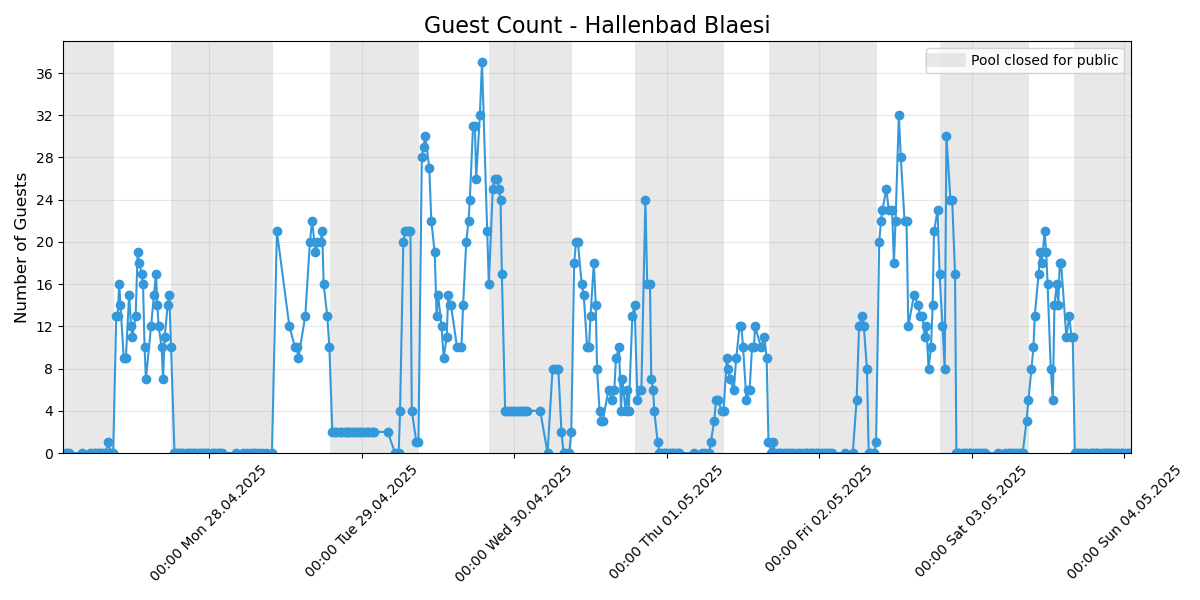 Guest Count - Hallenbad Blaesi
Pool closed for public
Number of Guests
36
32
28
24
20
16
12
8
4
0
00:00 Mon 28.04.2025
00:00 Tue 29.04.2025
00:00 Wed 30.04.2025
00:00 Thu 01.05.2025
00:00 Fri 02.05.2025
00:00 Sat 03.05.2025
00:00 Sun 04.05.2025